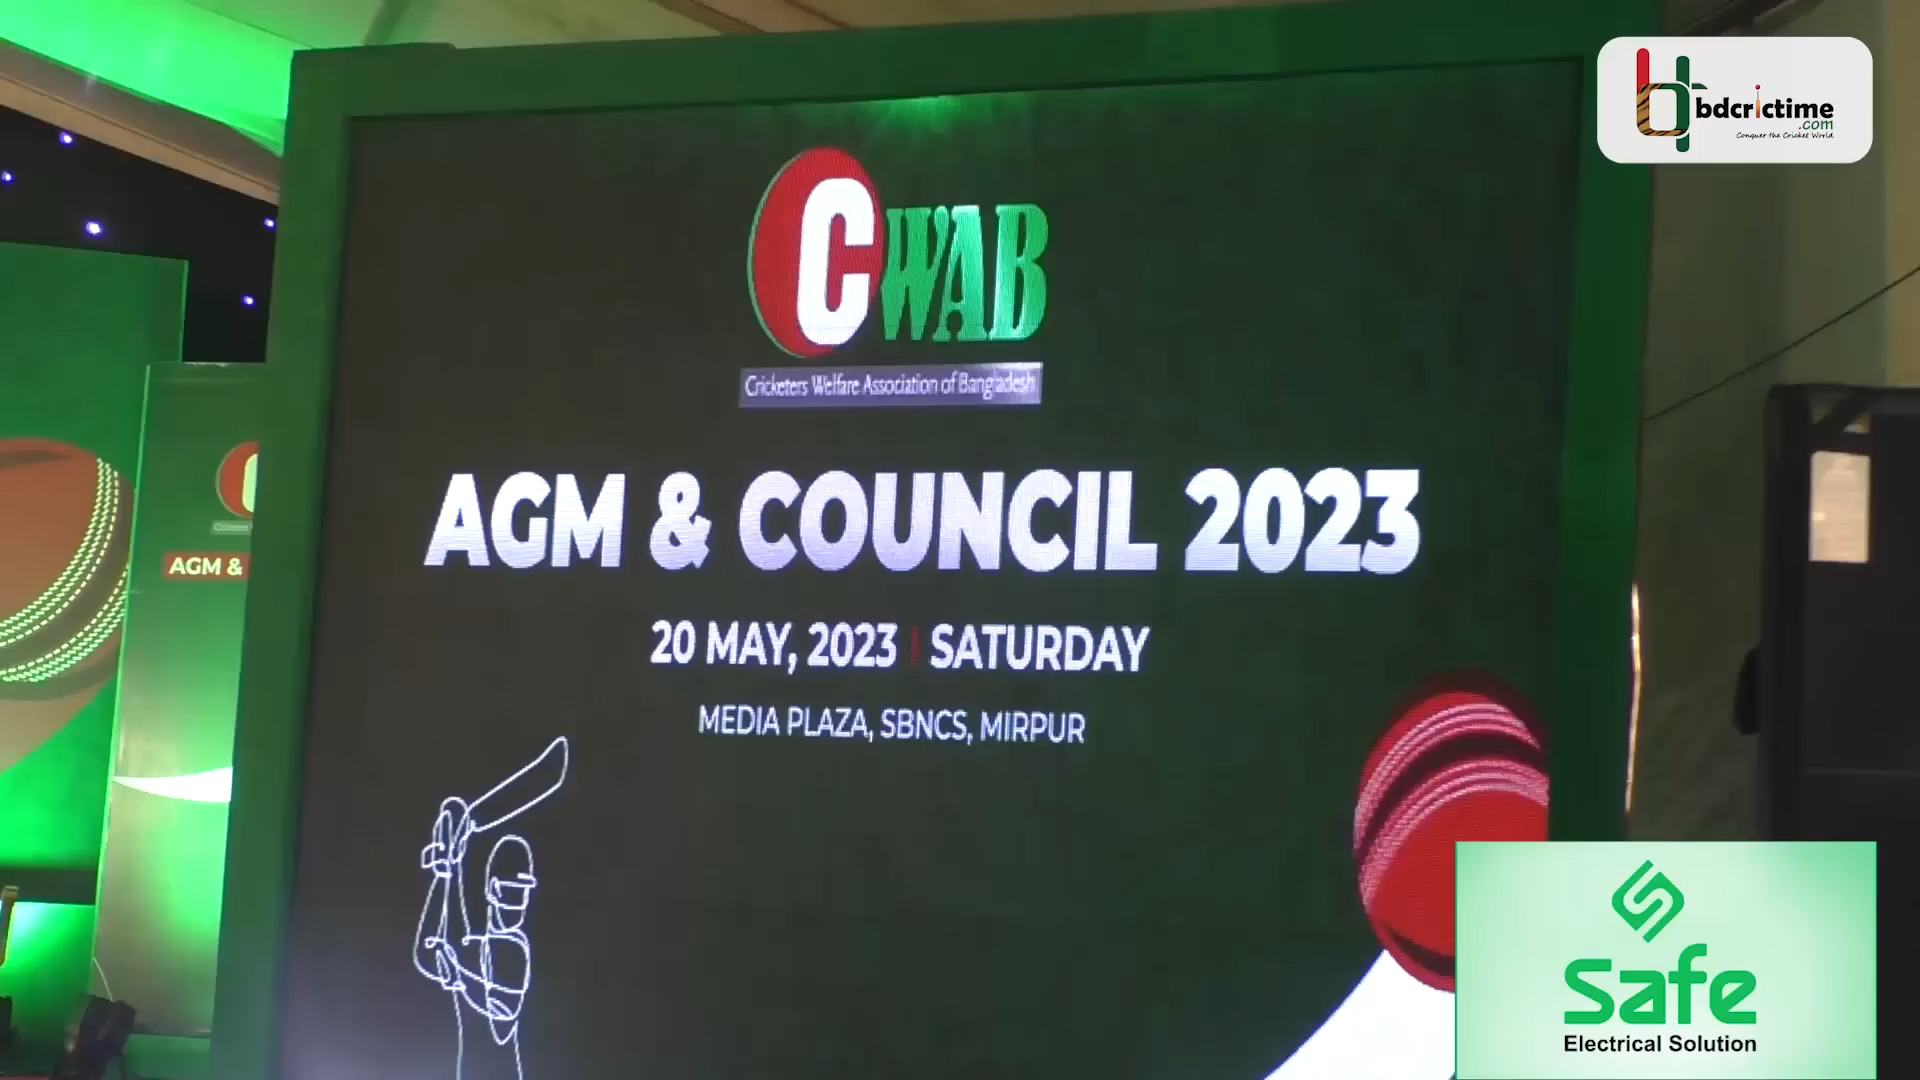 bdcrictime
.com
Conquer the Cricket World
CWAB
Cricketers Welfare Association of Bangladesh
AGM & COUNCIL 2023
20 MAY, 2023 | SATURDAY
MEDIA PLAZA, SBNCS, MIRPUR
C
AGM &
Safe
Electrical Solution